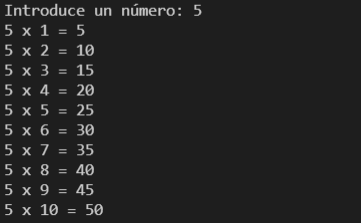 Introduce un número: 5
5 x 1 = 5
5 x 2 = 10
5 x 3 = 15
5 x 4 = 20
5 x 5 = 25
5 x 6 = 30
5 x 7 = 35
5 x 8 = 40
5 x 9 = 45
5 x 10 = 50